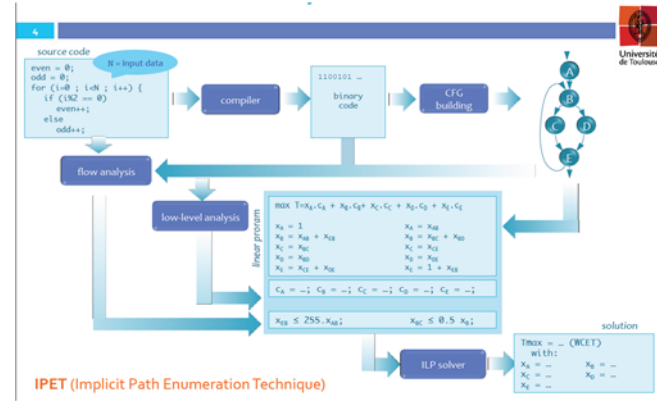 4
Université
de Toulouse
source code
N = input data
even = 0;
odd = 0;
for (i=0 ; i<N ; i++) {
if (i%2 == 0)
even++;
else
odd++;
compiler
1100101 …
binary
code
CFG
building
A
B
C
D
E
flow analysis
low-level analysis
linear proram
max T=x_A.c_A + x_B.c_B+ x_C.c_C + x_D.c_D + x_E.c_E
x_A = 1
x_A = x_AB
x_B = x_AB + x_EB
x_B = x_BC + x_BD
x_C = x_BC
x_C = x_CE
x_D = x_BD
x_D = x_DE
x_E = x_CE + x_DE
x_E = 1 + x_EB
c_A = …; c_B = …; c_C = …; c_D = …; c_E = …;
x_EB ≤ 255.x_AB;
x_BC ≤ 0.5 x_B;
ILP solver
solution
Tmax = … (WCET)
with:
x_A = … x_B = …
x_C = … x_D = …
x_E = …
IPET (Implicit Path Enumeration Technique)